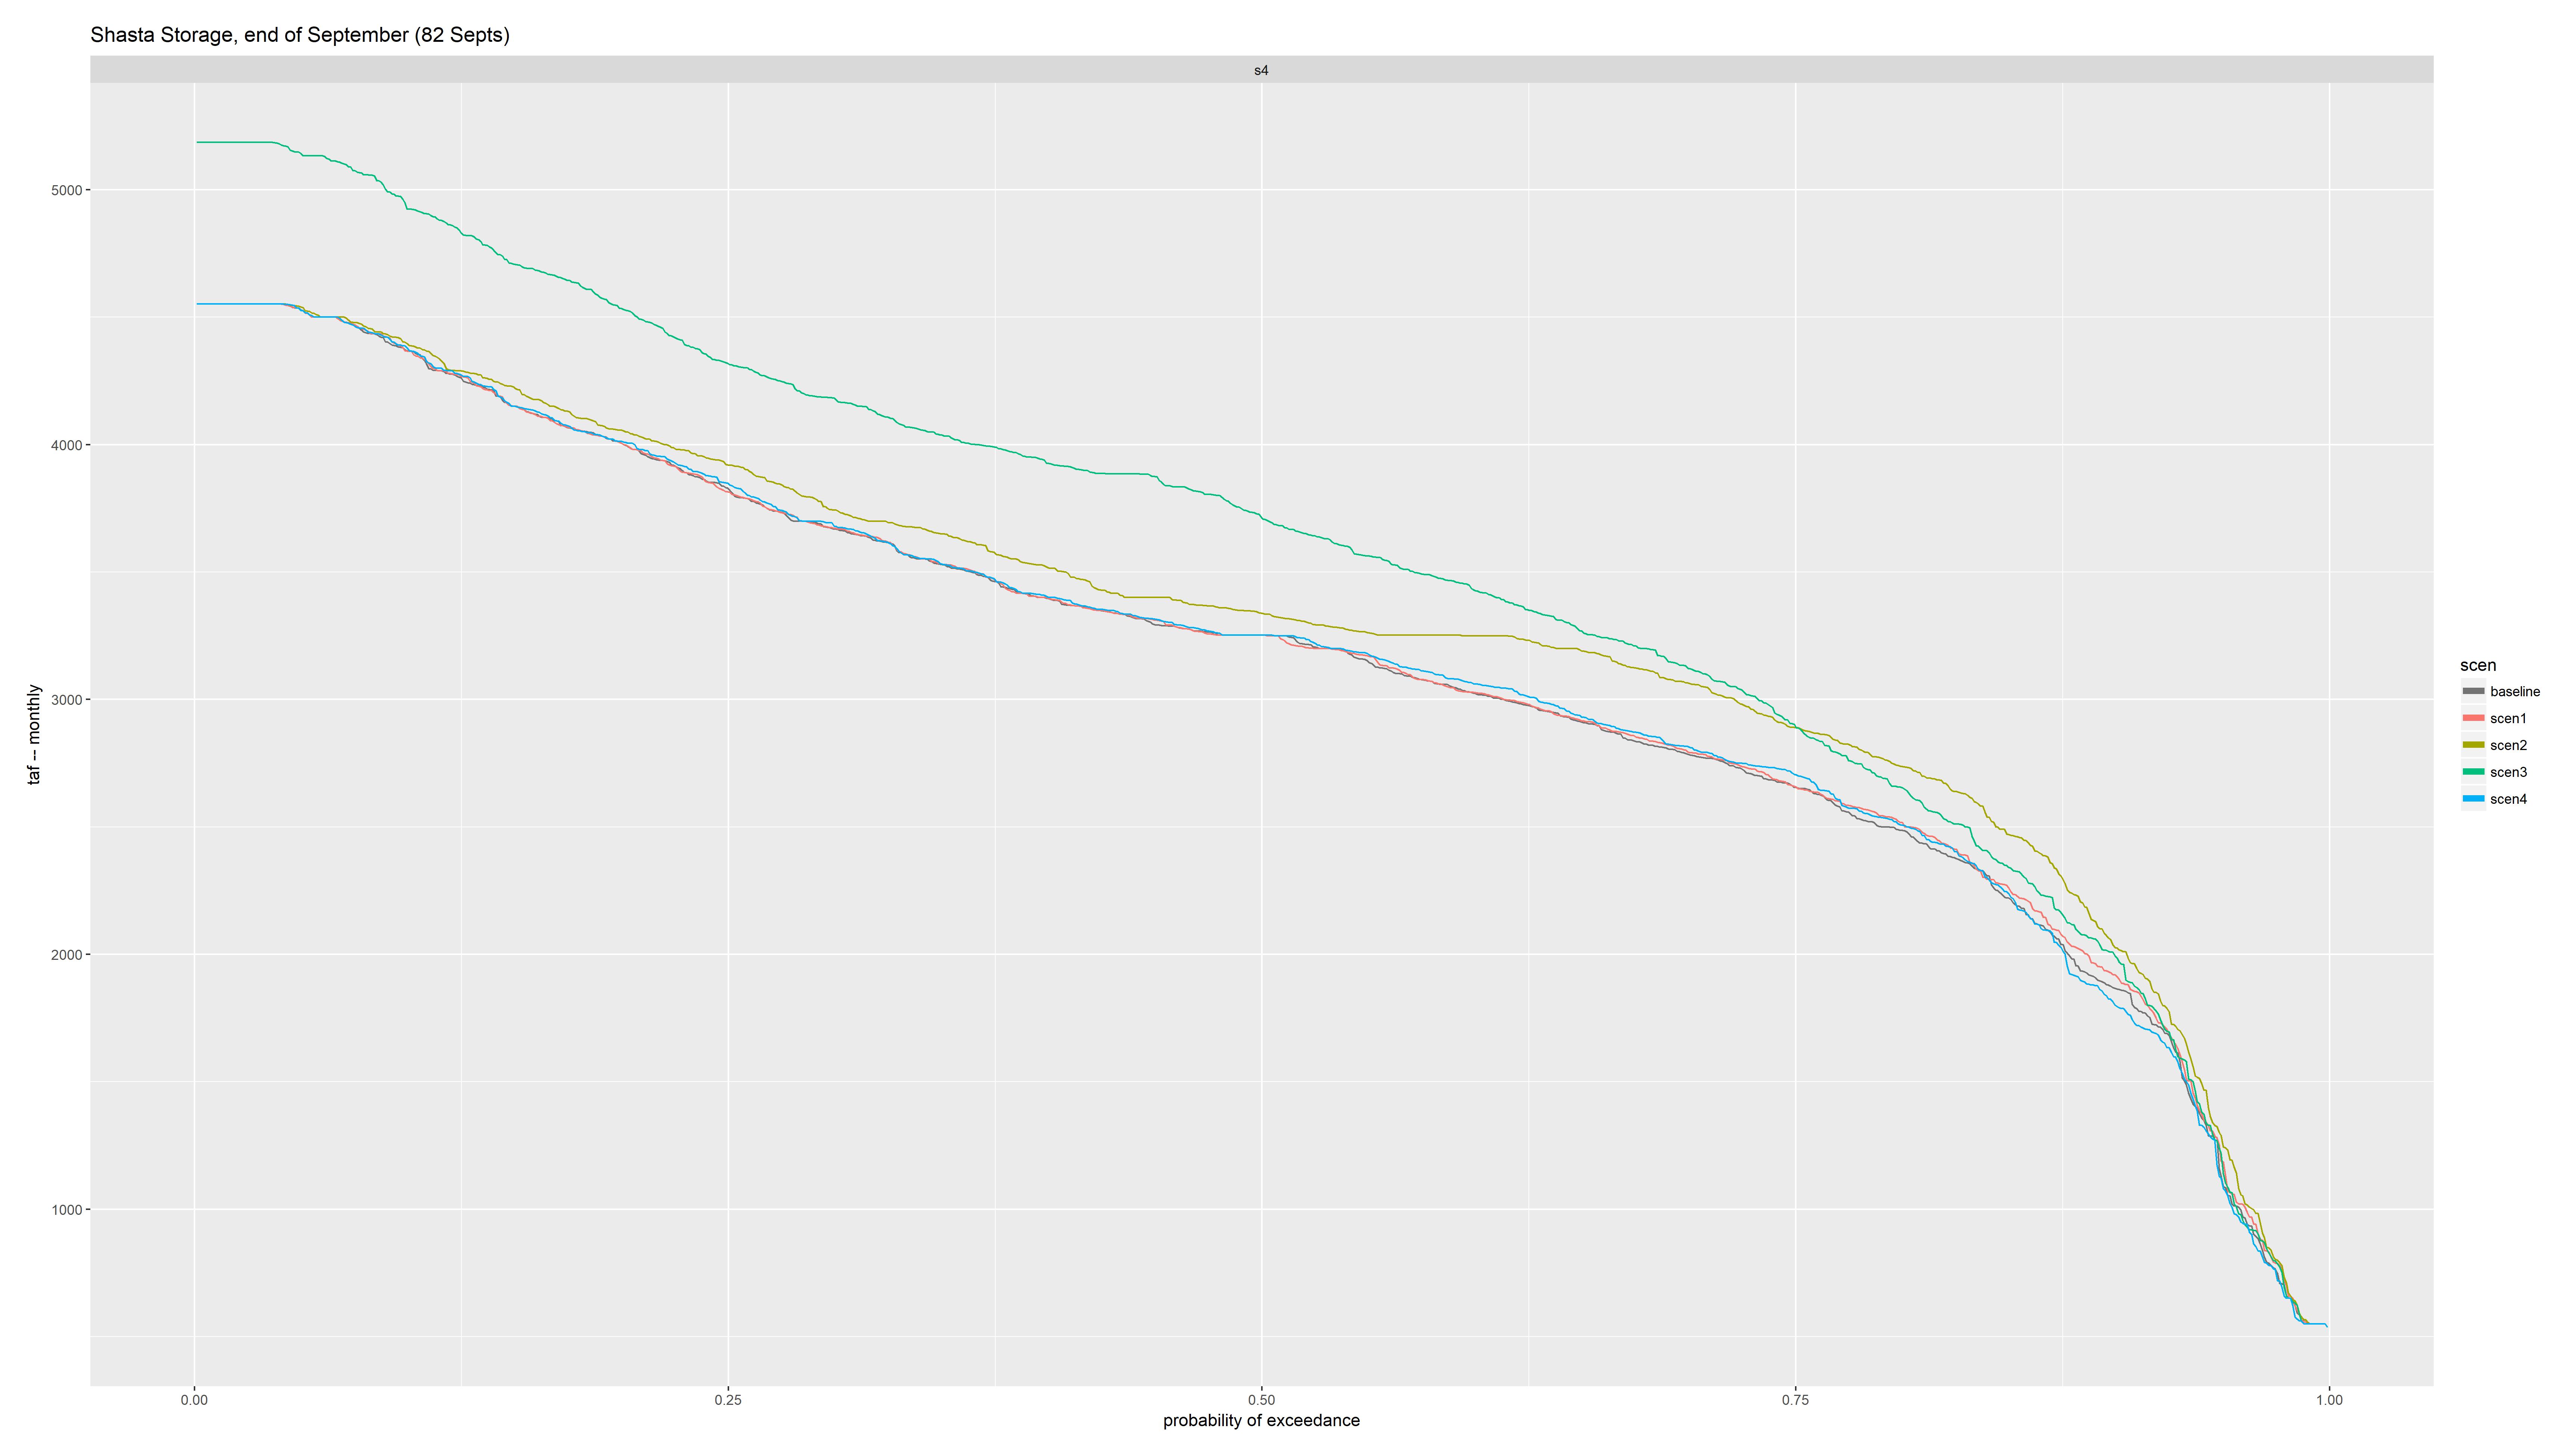 Shasta Storage, end of September (82 Septs)
s4
5000
4000
3000
2000
1000
taf -- monthly
0.00
0.25
0.50
0.75
1.00
probability of exceedance
scen
baseline
scen1
scen2
scen3
scen4